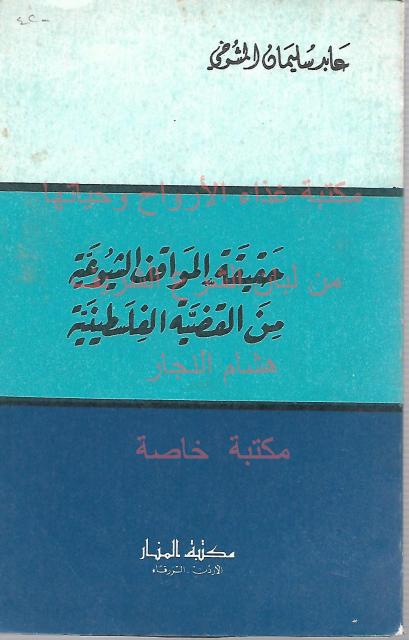 عابد سليمان المشوخي
مكتبة غذاء الأرواح وحياتها
حقيقة المواقف الشيوعية
من
من القضية الفلسطينية
هشام النجار
مكتبة خاصة
مكتبة المنار
الأردن - الزرقاء